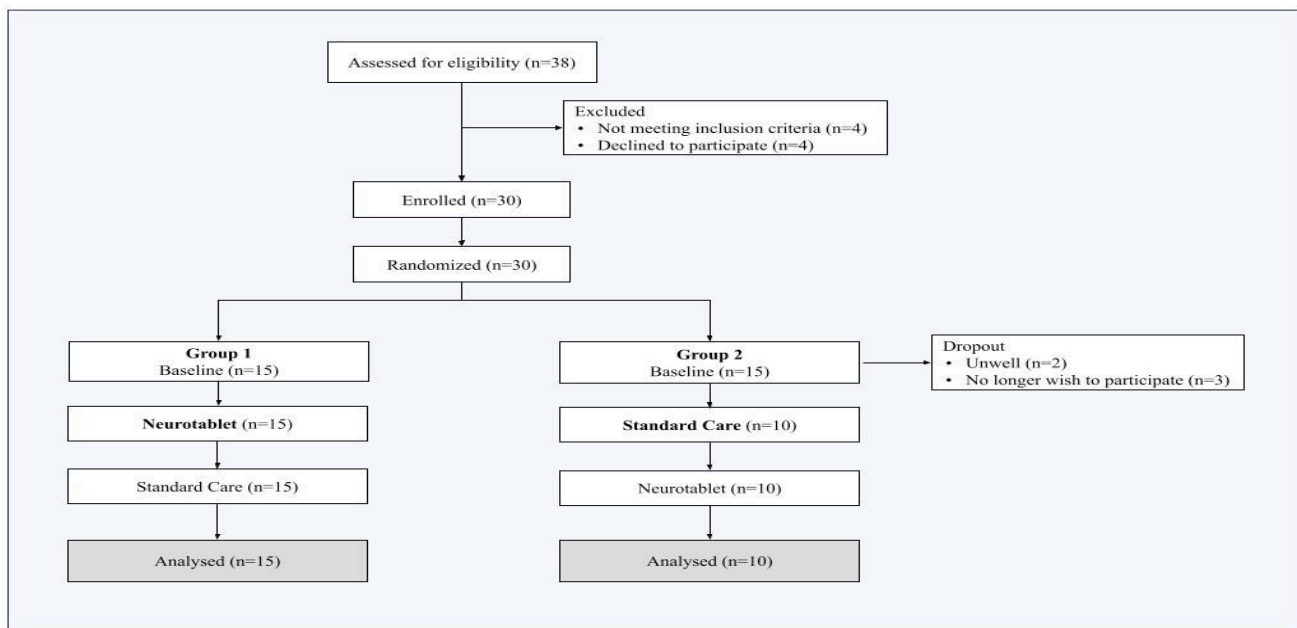 Assessed for eligibility (n=38)
Excluded
• Not meeting inclusion criteria (n=4)
• Declined to participate (n=4)
Enrolled (n=30)
Randomized (n=30)
Group 1
Baseline (n=15)
Neurotablet (n=15)
Standard Care (n=15)
Analysed (n=15)
Group 2
Baseline (n=15)
Dropout
• Unwell (n=2)
• No longer wish to participate (n=3)
Standard Care (n=10)
Neurotablet (n=10)
Analysed (n=10)